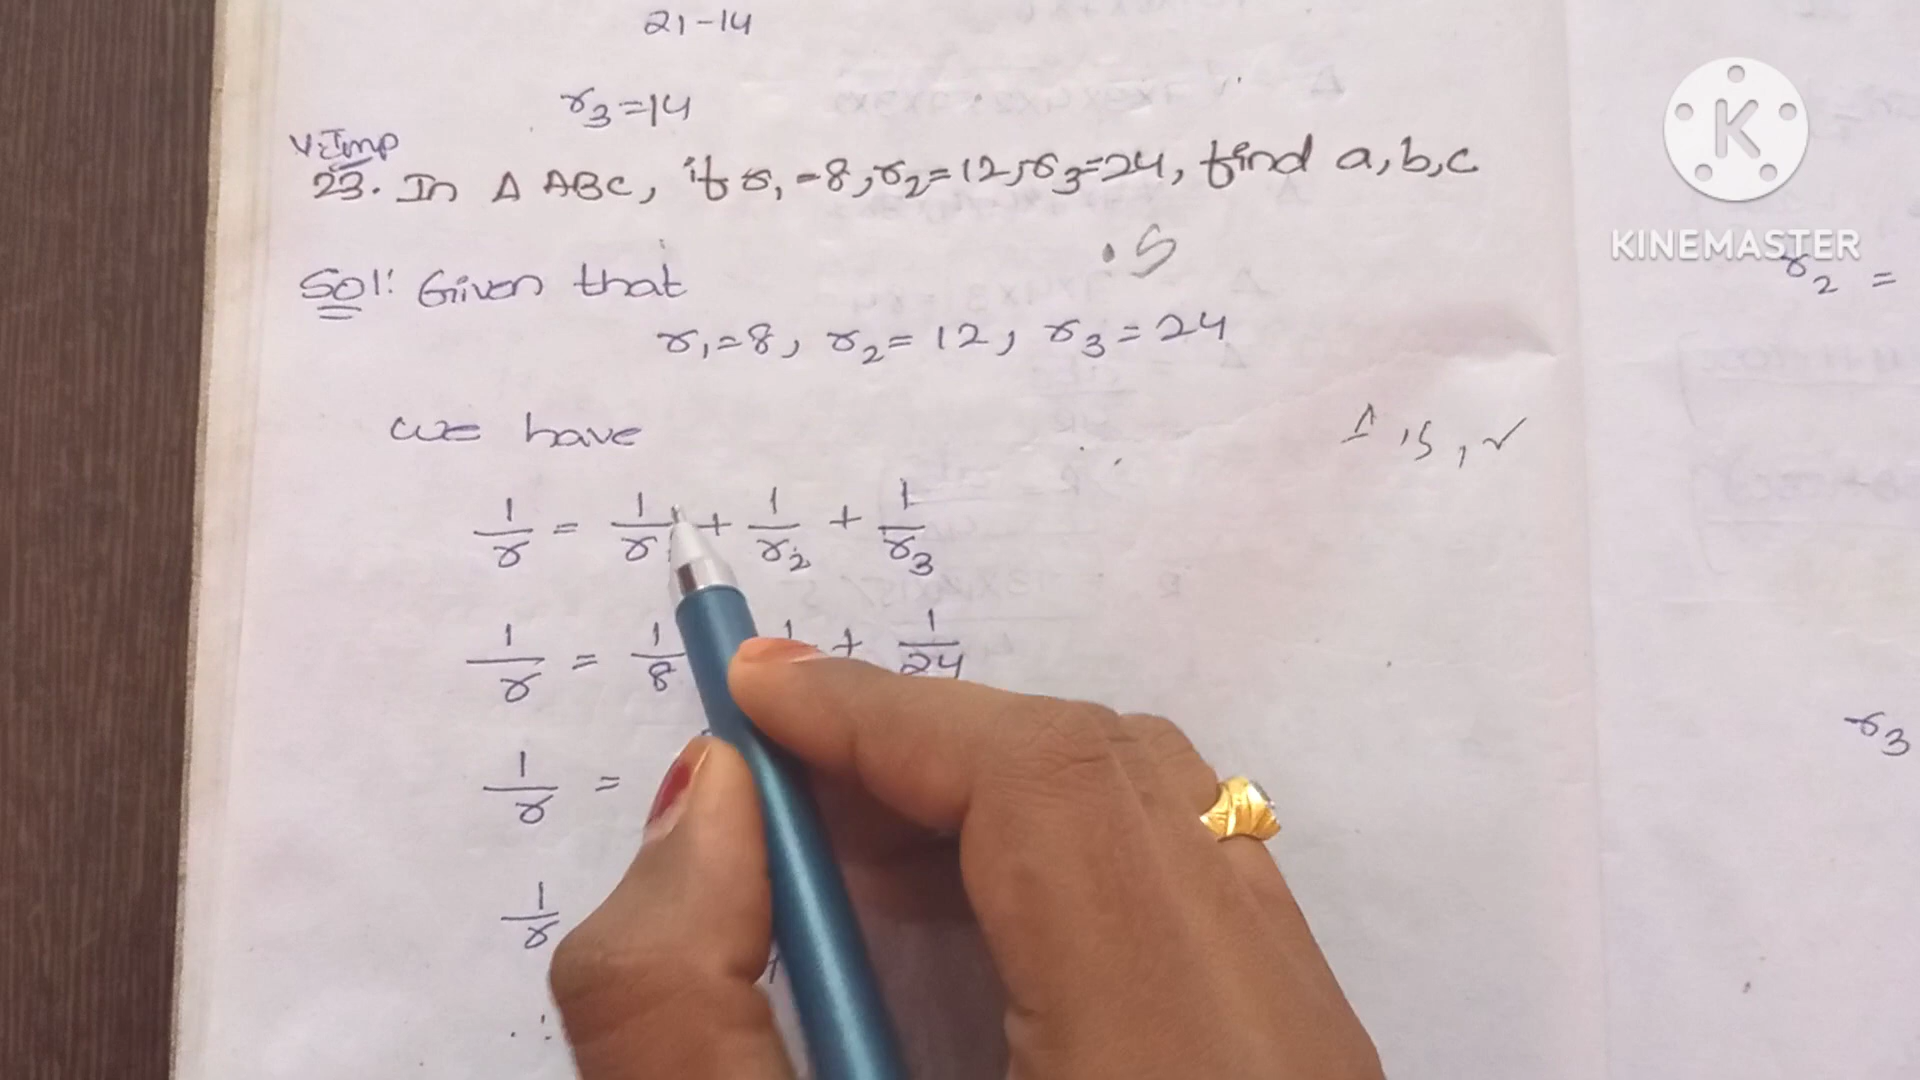 21-14
r₃=14
V.Imp
23. In Δ ABC, if r₁=8, r₂=12, r₃=24, find a,b,c
.S
Sol: Given that
r₁=8, r₂=12, r₃=24
we have
Δ, S, r
1/r = 1/r + 1/r₂ + 1/r₃
1/r = 1/8 + 1/24
1/r =
1/r
∴
K
KINEMASTER
r₂ =
r₃